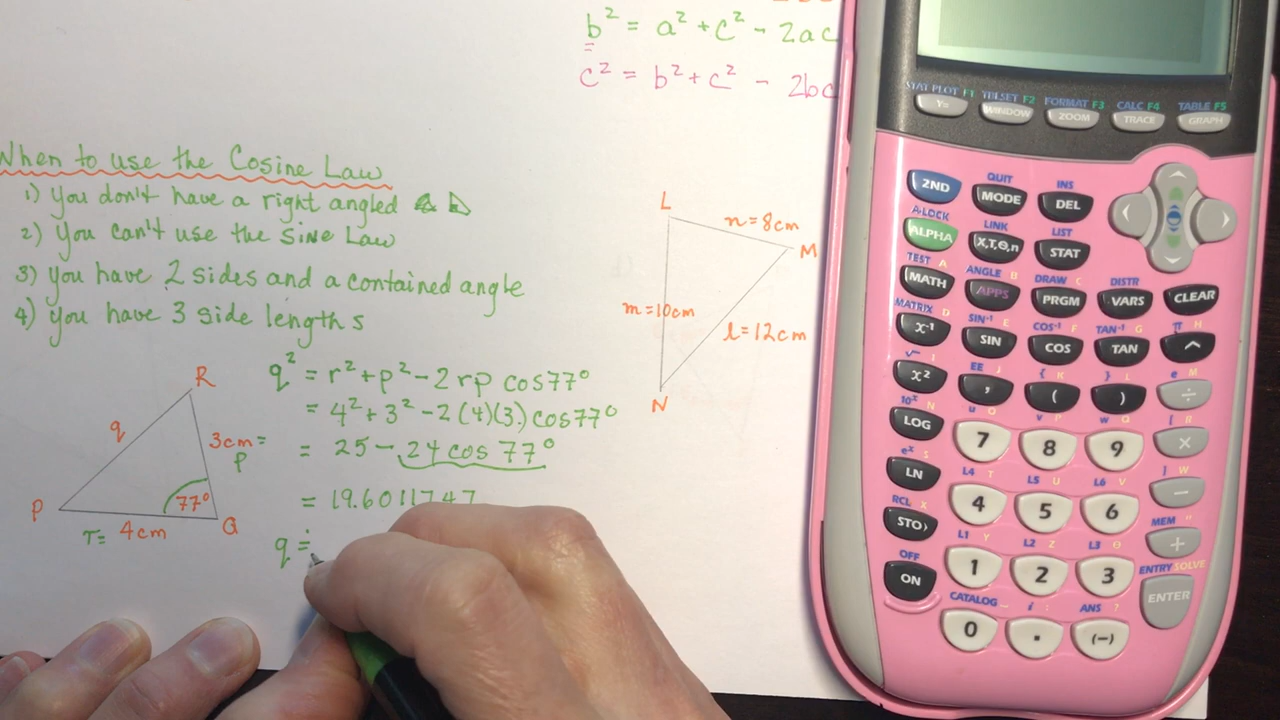 b² = a² + c² - 2ac
c² = b² + c² - 2bc
When to use the Cosine Law
1) you don't have a right angled
2) you can't use the Sine Law
3) you have 2 sides and a contained angle
4) you have 3 side lengths
R
q
3cm =
p
77°
P
r = 4cm
Q
q² = r² + p² - 2rp cos77°
= 4² + 3² - 2(4)(3) cos77°
= 25 - 24 cos 77°
= 19.6011747
q =
L
n = 8cm
M
m = 10cm
l = 12cm
N
STAT PLOT F1 TBLSET F2 FORMAT F3 CALC F4 TABLE F5
Y= WINDOW ZOOM TRACE GRAPH
QUIT INS
2ND MODE DEL
A-LOCK LINK LIST
ALPHA X,T,θ,n STAT
TEST A ANGLE B DRAW C DISTR
MATH APPS PRGM VARS CLEAR
MATRIX D SIN⁻¹ E COS⁻¹ F TAN⁻¹ G π H
x⁻¹ SIN COS TAN ^
√ I EE J { K } L e M
x² , ( ) ÷
10ˣ N u O v P w Q [ R
LOG 7 8 9 ×
eˣ S L4 T L5 U L6 V ] W
LN 4 5 6 −
RCL X L1 Y L2 Z L3 θ MEM "
STO› 1 2 3 +
OFF CATALOG i : ANS ? ENTRY SOLVE
ON 0 . (−) ENTER